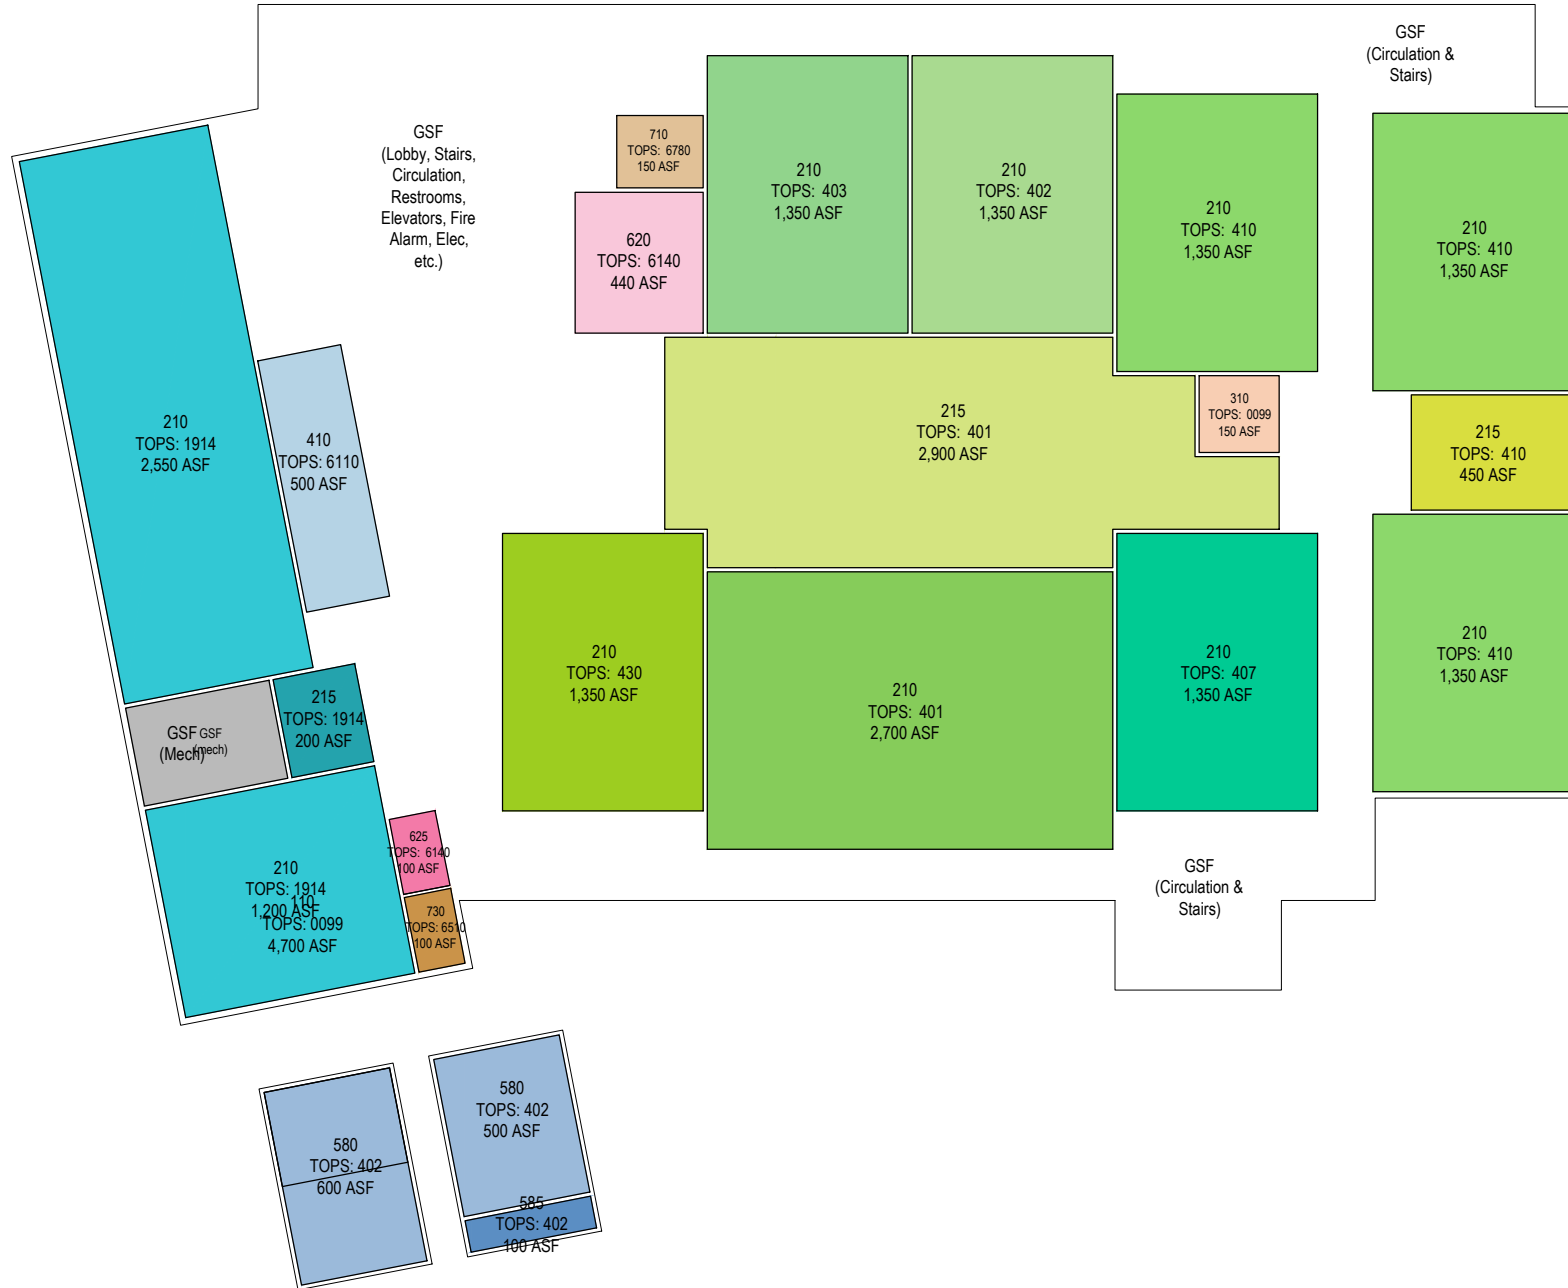 GSF
(Circulation &
Stairs)
GSF
(Lobby, Stairs,
Circulation,
Restrooms,
Elevators, Fire
Alarm, Elec,
etc.)
710
TOPS: 6780
150 ASF
210
TOPS: 403
1,350 ASF
210
TOPS: 402
1,350 ASF
210
TOPS: 410
1,350 ASF
210
TOPS: 410
1,350 ASF
620
TOPS: 6140
440 ASF
210
TOPS: 1914
2,550 ASF
410
TOPS: 6110
500 ASF
215
TOPS: 401
2,900 ASF
310
TOPS: 0099
150 ASF
215
TOPS: 410
450 ASF
210
TOPS: 430
1,350 ASF
210
TOPS: 401
2,700 ASF
210
TOPS: 407
1,350 ASF
210
TOPS: 410
1,350 ASF
GSF
(Mech)
GSF
(mech)
215
TOPS: 1914
200 ASF
210
TOPS: 1914
1,200 ASF
110
TOPS: 0099
4,700 ASF
625
TOPS: 6140
100 ASF
730
TOPS: 6510
100 ASF
GSF
(Circulation &
Stairs)
580
TOPS: 402
600 ASF
580
TOPS: 402
500 ASF
585
TOPS: 402
100 ASF